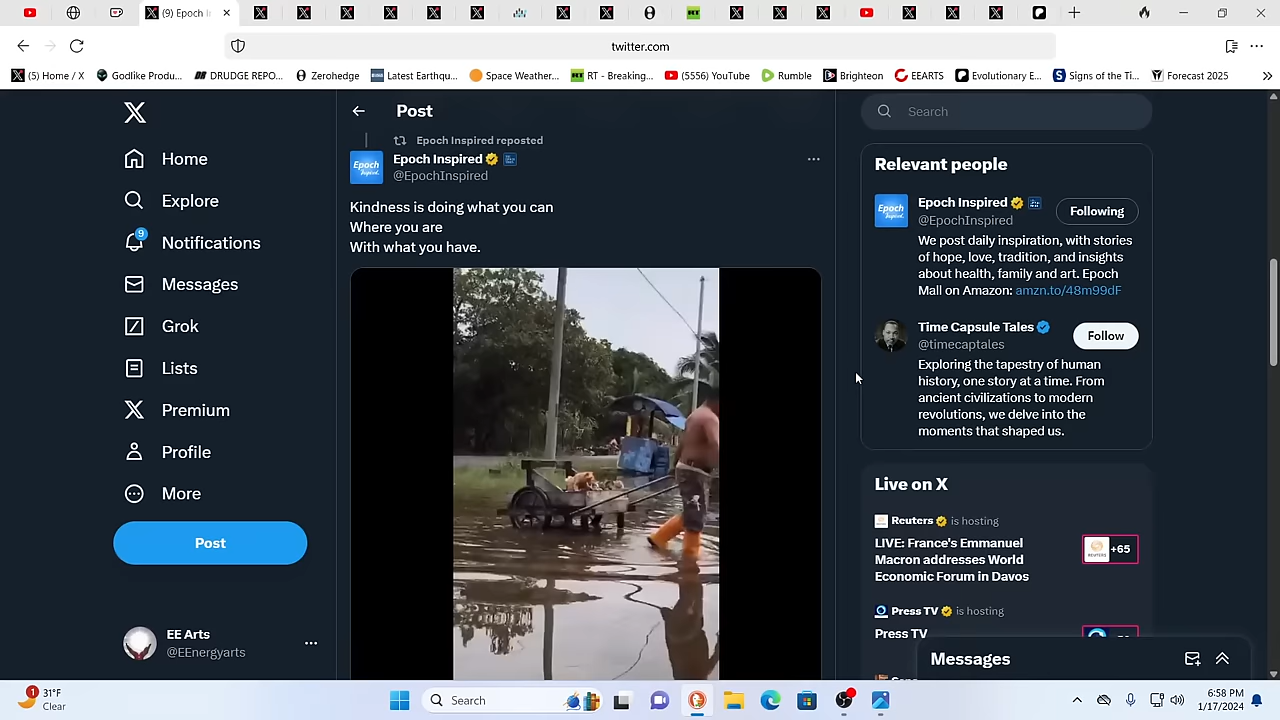 (9) Epoch I
twitter.com
(5) Home / X
Godlike Produ...
DRUDGE REPO...
Zerohedge
Latest Earthqu...
Space Weather...
RT
RT - Breaking...
(5556) YouTube
Rumble
Brighteon
EEARTS
Evolutionary E...
Signs of the Ti...
Forecast 2025
Home
Explore
9
Notifications
Messages
Grok
Lists
Premium
Profile
More
Post
EE Arts
@EEnergyarts
Post
Epoch Inspired reposted
Epoch Inspired
@EpochInspired
Kindness is doing what you can
Where you are
With what you have.
Search
Relevant people
Epoch Inspired
@EpochInspired
Following
We post daily inspiration, with stories
of hope, love, tradition, and insights
about health, family and art. Epoch
Mall on Amazon: amzn.to/48m99dF
Time Capsule Tales
@timecaptales
Follow
Exploring the tapestry of human
history, one story at a time. From
ancient civilizations to modern
revolutions, we delve into the
moments that shaped us.
Live on X
Reuters is hosting
LIVE: France's Emmanuel
Macron addresses World
Economic Forum in Davos
+65
Press TV is hosting
Press TV
Messages
1
31°F
Clear
Search
6:58 PM
1/17/2024